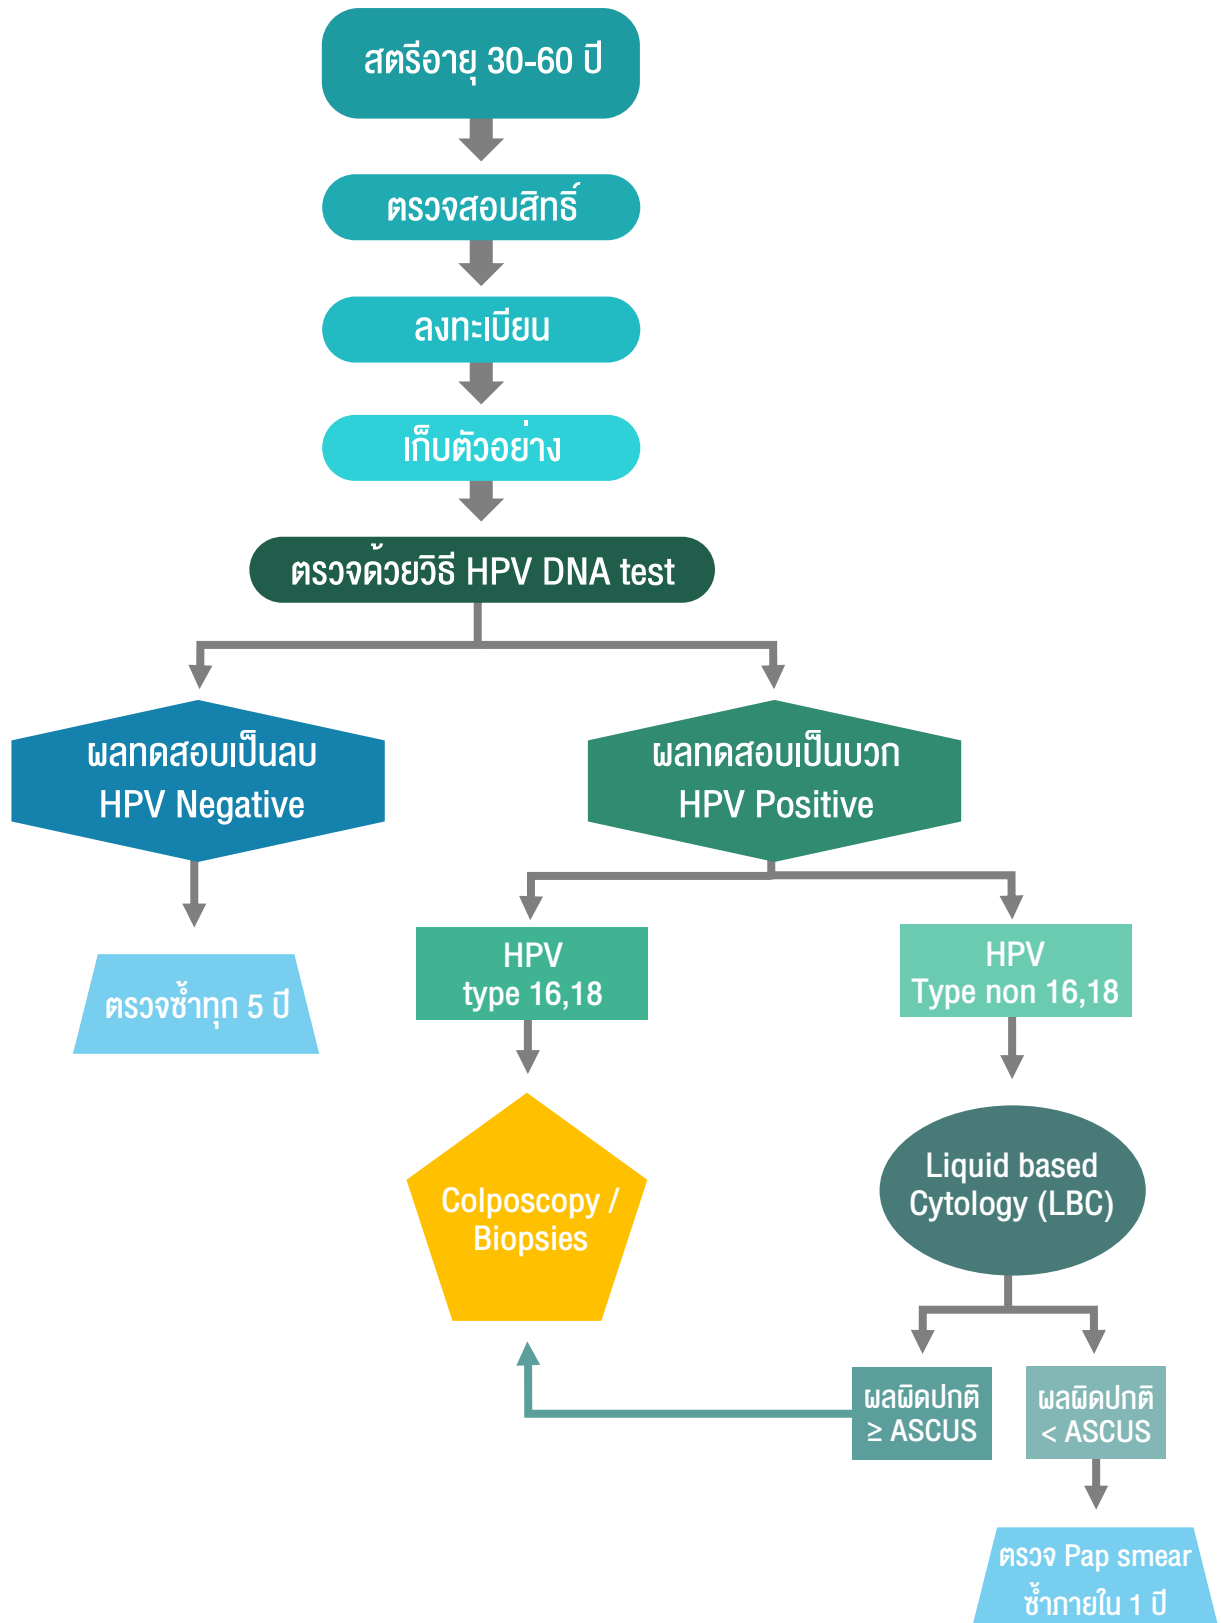 สตรีอายุ 30-60 ปี
ตรวจสอบสิทธิ์
ลงทะเบียน
เก็บตัวอย่าง
ตรวจด้วยวิธี HPV DNA test
ผลทดสอบเป็นลบ
HPV Negative
ผลทดสอบเป็นบวก
HPV Positive
ตรวจซ้ำทุก 5 ปี
HPV
type 16,18
HPV
Type non 16,18
Colposcopy /
Biopsies
Liquid based
Cytology (LBC)
ผลผิดปกติ
≥ ASCUS
ผลผิดปกติ
< ASCUS
ตรวจ Pap smear
ซ้ำภายใน 1 ปี